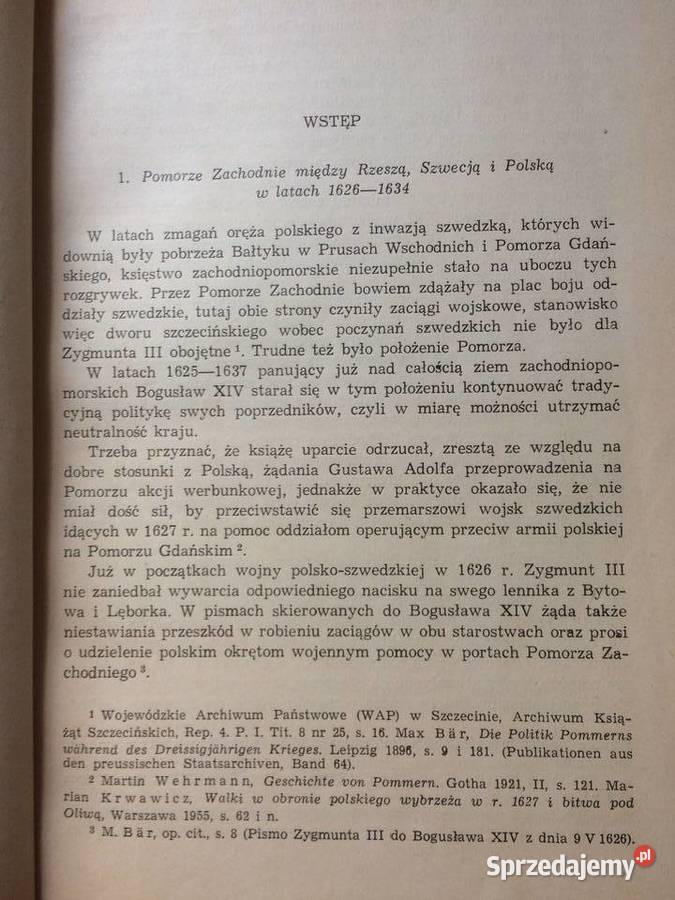 WSTĘP
1. Pomorze Zachodnie między Rzeszą, Szwecją i Polską
w latach 1626—1634
W latach zmagań oręża polskiego z inwazją szwedzką, których wi-
downią były pobrzeża Bałtyku w Prusach Wschodnich i Pomorza Gdań-
skiego, księstwo zachodniopomorskie niezupełnie stało na uboczu tych
rozgrywek. Przez Pomorze Zachodnie bowiem zdążały na plac boju od-
działy szwedzkie, tutaj obie strony czyniły zaciągi wojskowe, stanowisko
więc dworu szczecińskiego wobec poczynań szwedzkich nie było dla
Zygmunta III obojętne ¹. Trudne też było położenie Pomorza.
W latach 1625—1637 panujący już nad całością ziem zachodniopo-
morskich Bogusław XIV starał się w tym położeniu kontynuować trady-
cyjną politykę swych poprzedników, czyli w miarę możności utrzymać
neutralność kraju.
Trzeba przyznać, że książę uparcie odrzucał, zresztą ze względu na
dobre stosunki z Polską, żądania Gustawa Adolfa przeprowadzenia na
Pomorzu akcji werbunkowej, jednakże w praktyce okazało się, że nie
miał dość sił, by przeciwstawić się przemarszowi wojsk szwedzkich
idących w 1627 r. na pomoc oddziałom operującym przeciw armii polskiej
na Pomorzu Gdańskim ².
Już w początkach wojny polsko-szwedzkiej w 1626 r. Zygmunt III
nie zaniedbał wywarcia odpowiedniego nacisku na swego lennika z Byto-
wa i Lęborka. W pismach skierowanych do Bogusława XIV żąda także
niestawiania przeszkód w robieniu zaciągów w obu starostwach oraz prosi
o udzielenie polskim okrętom wojennym pomocy w portach Pomorza Za-
chodniego ³.
¹ Wojewódzkie Archiwum Państwowe (WAP) w Szczecinie, Archiwum Ksią-
żąt Szczecińskich, Rep. 4. P. I. Tit. 8 nr 25, s. 16. Max Bär, Die Politik Pommerns
während des Dreissigjährigen Krieges. Leipzig 1896, s. 9 i 181. (Publikationen aus
den preussischen Staatsarchiven, Band 64).
² Martin Wehrmann, Geschichte von Pommern. Gotha 1921, II, s. 121. Ma-
rian Krwawicz, Walki w obronie polskiego wybrzeża w r. 1627 i bitwa pod
Oliwą, Warszawa 1955, s. 62 i n.
³ M. Bär, op. cit., s. 8 (Pismo Zygmunta III do Bogusława XIV z dnia 9 V 1626).
Sprzedajemy.pl